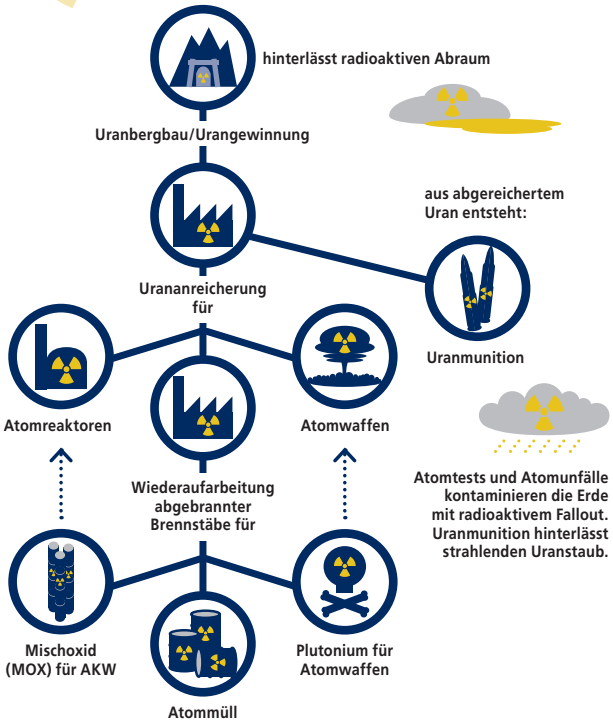 hinterlässt radioaktiven Abraum
Uranbergbau/Urangewinnung
aus abgereichertem
Uran entsteht:
Urananreicherung
für
Uranmunition
Atomreaktoren
Atomwaffen
Wiederaufarbeitung
abgebrannter
Brennstäbe für
Atomtests und Atomunfälle
kontaminieren die Erde
mit radioaktivem Fallout.
Uranmunition hinterlässt
strahlenden Uranstaub.
Mischoxid
(MOX) für AKW
Plutonium für
Atomwaffen
Atommüll